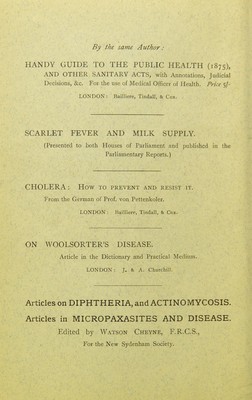 By the same Author:
HANDY GUIDE TO THE PUBLIC HEALTH (1875),
AND OTHER SANITARY ACTS, with Annotations, Judicial
Decisions, &c. For the use of Medical Officer of Health. Price 5/-
LONDON: Bailliere, Tindall, & Cox.
SCARLET FEVER AND MILK SUPPLY.
(Presented to both Houses of Parliament and published in the
Parliamentary Reports.)
CHOLERA: HOW TO PREVENT AND RESIST IT.
From the German of Prof. von Pettenkofer.
LONDON: Bailliere, Tindall, & Cox.
ON WOOLSORTER'S DISEASE.
Article in the Dictionary and Practical Medicus.
LONDON: J. & A. Churchill.
Articles on DIPHTHERIA, and ACTINOMYCOSIS.
Articles in MICROPAXASITES AND DISEASE.
Edited by WATSON CHEYNE, F.R.C.S.,
For the New Sydenham Society.